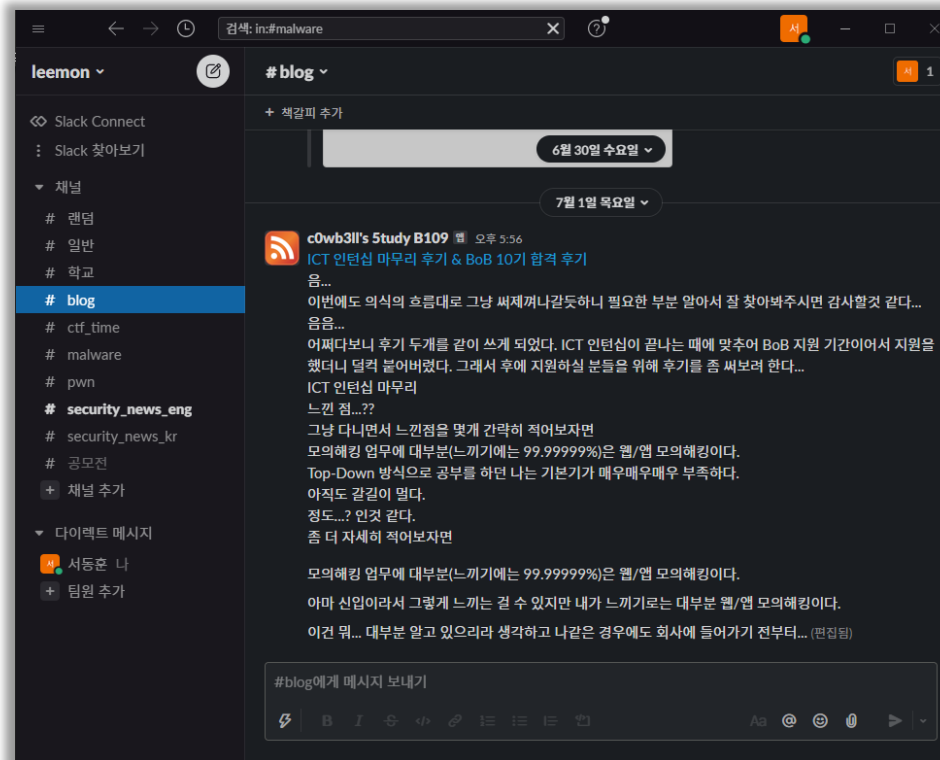 검색: in:#malware
서
leemon
# blog
서 1
+ 책갈피 추가
Slack Connect
Slack 찾아보기
채널
# 랜덤
# 일반
# 학교
# blog
# ctf_time
# malware
# pwn
# security_news_eng
# security_news_kr
# 공모전
+ 채널 추가
다이렉트 메시지
서 서동훈 나
+ 팀원 추가
6월 30일 수요일
7월 1일 목요일
c0wb3ll's 5tudy B109 앱 오후 5:56
ICT 인턴십 마무리 후기 & BoB 10기 합격 후기
음...
이번에도 의식의 흐름대로 그냥 써제껴나갈듯하니 필요한 부분 알아서 잘 찾아봐주시면 감사할것 같다...
음음...
어쩌다보니 후기 두개를 같이 쓰게 되었다. ICT 인턴십이 끝나는 때에 맞추어 BoB 지원 기간이어서 지원을
했더니 덜컥 붙어버렸다. 그래서 후에 지원하실 분들을 위해 후기를 좀 써보려 한다...
ICT 인턴십 마무리
느낀 점...??
그냥 다니면서 느낀점을 몇개 간략히 적어보자면
모의해킹 업무에 대부분(느끼기에는 99.99999%)은 웹/앱 모의해킹이다.
Top-Down 방식으로 공부를 하던 나는 기본기가 매우매우매우 부족하다.
아직도 갈길이 멀다.
정도...? 인것 같다.
좀 더 자세히 적어보자면
모의해킹 업무에 대부분(느끼기에는 99.99999%)은 웹/앱 모의해킹이다.
아마 신입이라서 그렇게 느끼는 걸 수 있지만 내가 느끼기로는 대부분 웹/앱 모의해킹이다.
이건 뭐... 대부분 알고 있으리라 생각하고 나같은 경우에도 회사에 들어가기 전부터... (편집됨)
#blog에게 메시지 보내기
B I S </> Aa @